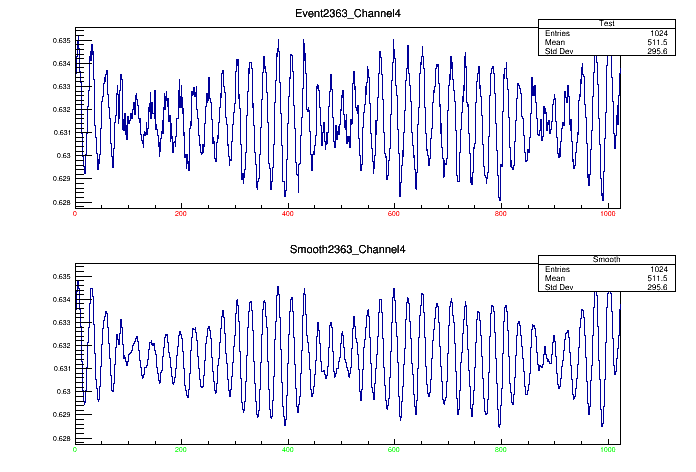 Event2363_Channel4
Test
Entries 1024
Mean 511.5
Std Dev 295.6
0.635
0.634
0.633
0.632
0.631
0.63
0.629
0.628
0 200 400 600 800 1000
Smooth2363_Channel4
Smooth
Entries 1024
Mean 511.5
Std Dev 295.6
0.635
0.634
0.633
0.632
0.631
0.63
0.629
0.628
0 200 400 600 800 1000